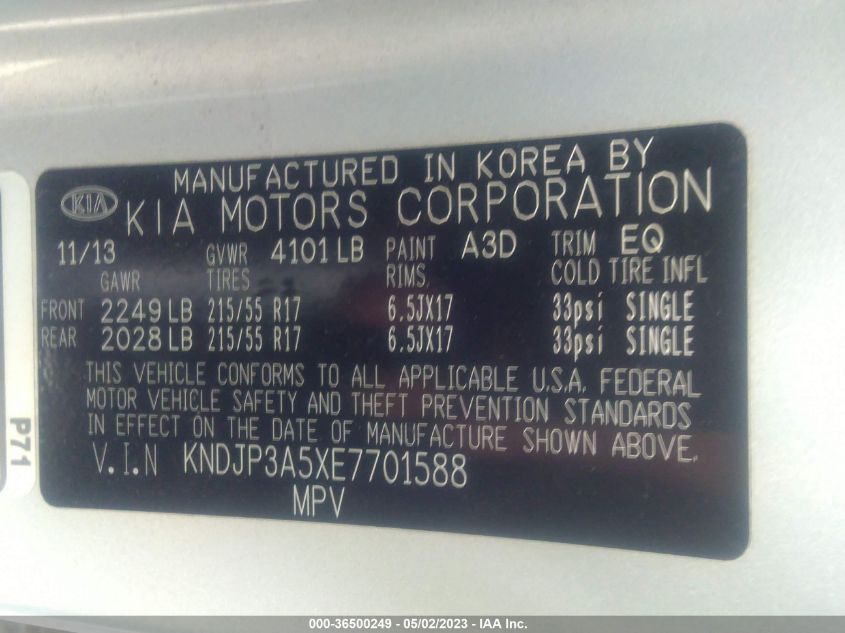 MANUFACTURED IN KOREA BY
KIA KIA MOTORS CORPORATION
11/13 GVWR 4101 LB PAINT A3D TRIM EQ
GAWR TIRES RIMS COLD TIRE INFL
FRONT 2249 LB 215/55 R17 6.5JX17 33psi SINGLE
REAR 2028 LB 215/55 R17 6.5JX17 33psi SINGLE
THIS VEHICLE CONFORMS TO ALL APPLICABLE U.S.A. FEDERAL
MOTOR VEHICLE SAFETY AND THEFT PREVENTION STANDARDS
IN EFFECT ON THE DATE OF MANUFACTURE SHOWN ABOVE.
V.I.N KNDJP3A5XE7701588
MPV
P71
000-36500249 - 05/02/2023 - IAA Inc.